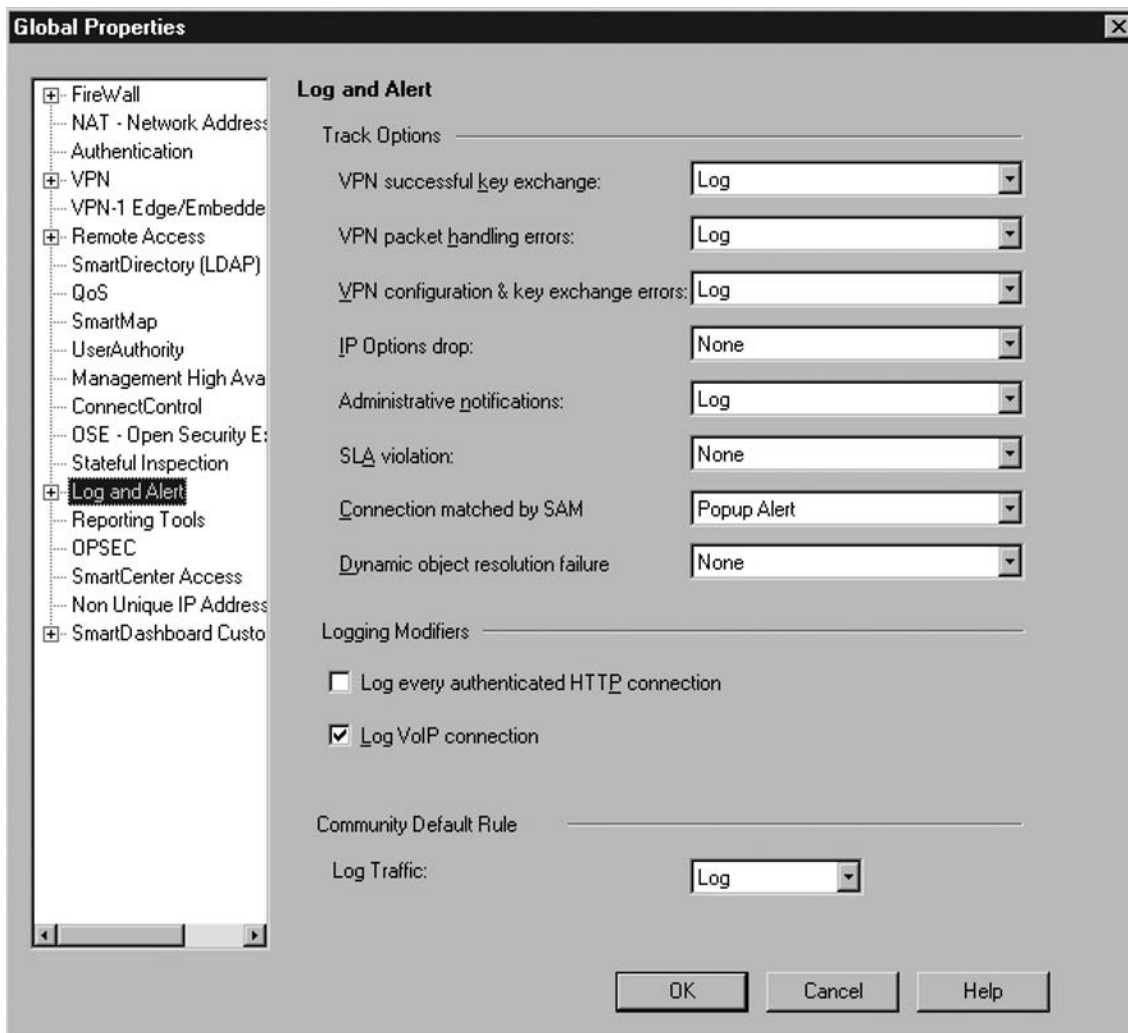 Global Properties
FireWall
NAT - Network Address
Authentication
VPN
VPN-1 Edge/Embedde
Remote Access
SmartDirectory (LDAP)
QoS
SmartMap
UserAuthority
Management High Ava
ConnectControl
OSE - Open Security E
Stateful Inspection
Log and Alert
Reporting Tools
OPSEC
SmartCenter Access
Non Unique IP Address
SmartDashboard Custo
Log and Alert
Track Options
VPN successful key exchange: Log
VPN packet handling errors: Log
VPN configuration & key exchange errors: Log
IP Options drop: None
Administrative notifications: Log
SLA violation: None
Connection matched by SAM Popup Alert
Dynamic object resolution failure None
Logging Modifiers
Log every authenticated HTTP connection
Log VoIP connection
Community Default Rule
Log Traffic: Log
OK Cancel Help